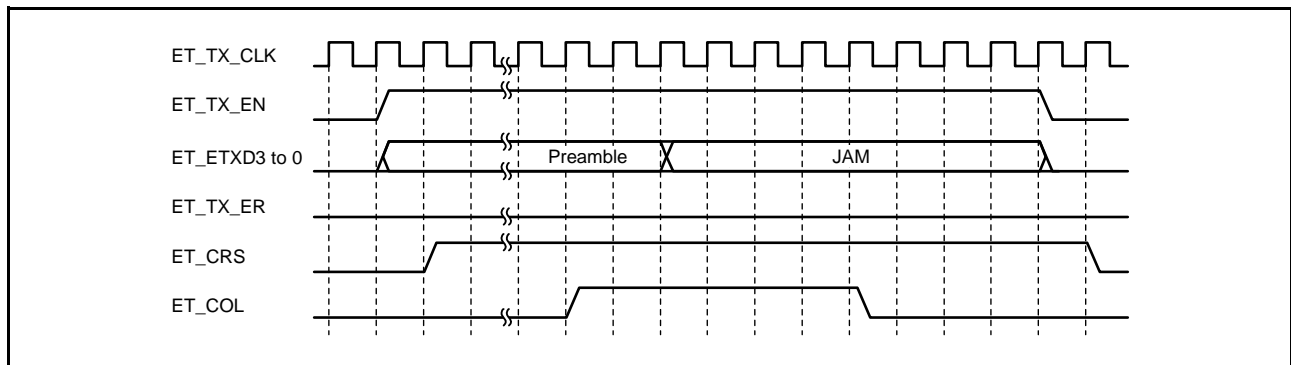 ET_TX_CLK
ET_TX_EN
ET_ETXD3 to 0
Preamble
JAM
ET_TX_ER
ET_CRS
ET_COL